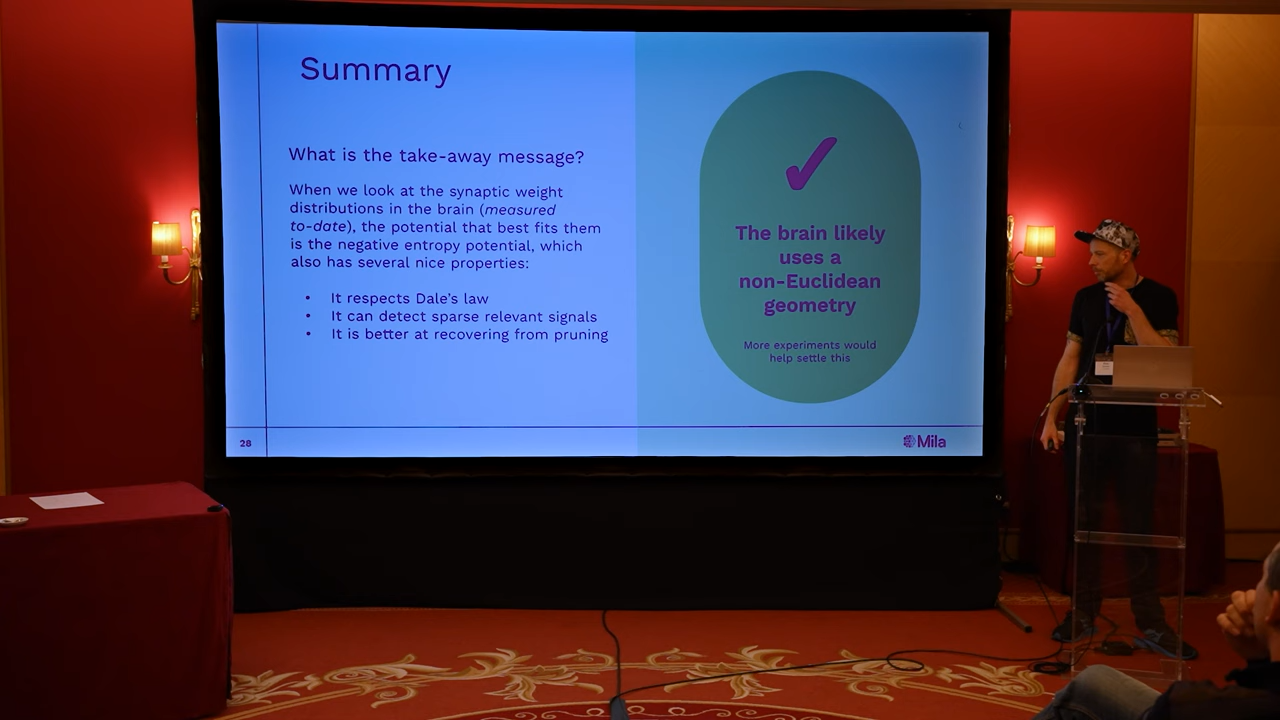 Summary
What is the take-away message?
When we look at the synaptic weight
distributions in the brain (measured
to-date), the potential that best fits them
is the negative entropy potential, which
also has several nice properties:
• It respects Dale's law
• It can detect sparse relevant signals
• It is better at recovering from pruning
✓
The brain likely
uses a
non-Euclidean
geometry
More experiments would
help settle this
28
Mila